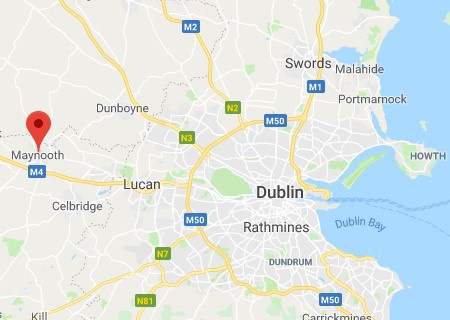 M2
Swords
Malahide
M1
Portmarnock
Dunboyne
N2
M50
N3
HOWTH
Maynooth
M4
Lucan
Dublin
Celbridge
M50
Rathmines
Dublin Bay
N7
DUNDRUM
N81
M50
Kill
Carrickmines